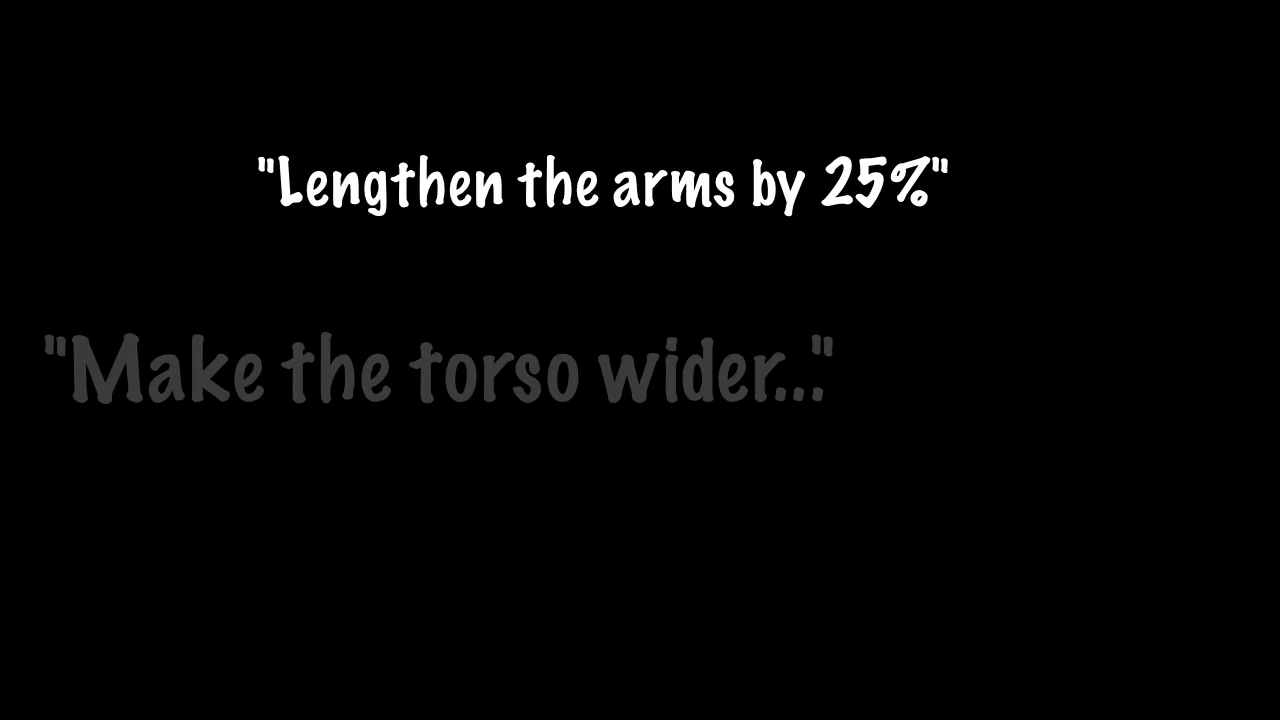 "Lengthen the arms by 25%"
"Make the torso wider..."